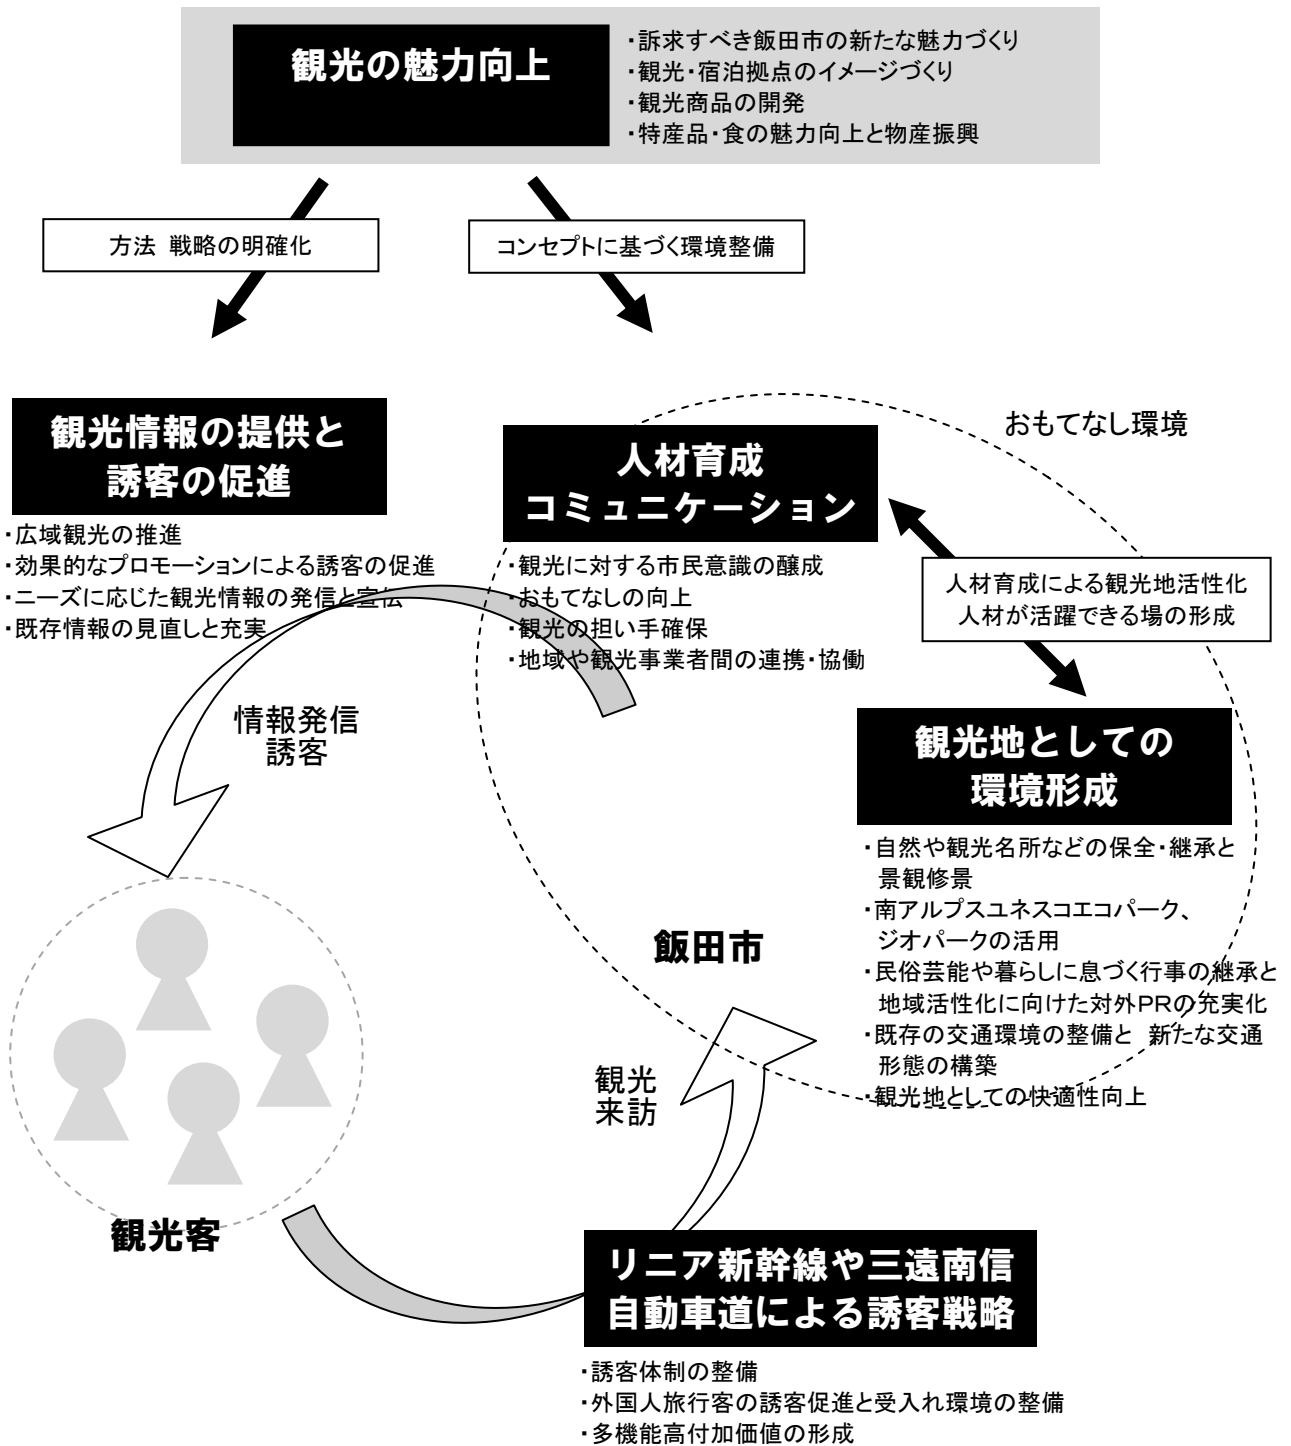 観光の魅力向上
・訴求すべき飯田市の新たな魅力づくり
・観光・宿泊拠点のイメージづくり
・観光商品の開発
・特産品・食の魅力向上と物産振興
方法 戦略の明確化
コンセプトに基づく環境整備
観光情報の提供と
誘客の促進
・広域観光の推進
・効果的なプロモーションによる誘客の促進
・ニーズに応じた観光情報の発信と宣伝
・既存情報の見直しと充実
おもてなし環境
人材育成
コミュニケーション
・観光に対する市民意識の醸成
・おもてなしの向上
・観光の担い手確保
・地域や観光事業者間の連携・協働
人材育成による観光地活性化
人材が活躍できる場の形成
情報発信
誘客
観光地としての
環境形成
・自然や観光名所などの保全・継承と
景観修景
・南アルプスユネスコエコパーク、
ジオパークの活用
・民俗芸能や暮らしに息づく行事の継承と
地域活性化に向けた対外PRの充実化
・既存の交通環境の整備と 新たな交通
形態の構築
・観光地としての快適性向上
飯田市
観光
来訪
観光客
リニア新幹線や三遠南信
自動車道による誘客戦略
・誘客体制の整備
・外国人旅行客の誘客促進と受入れ環境の整備
・多機能高付加価値の形成